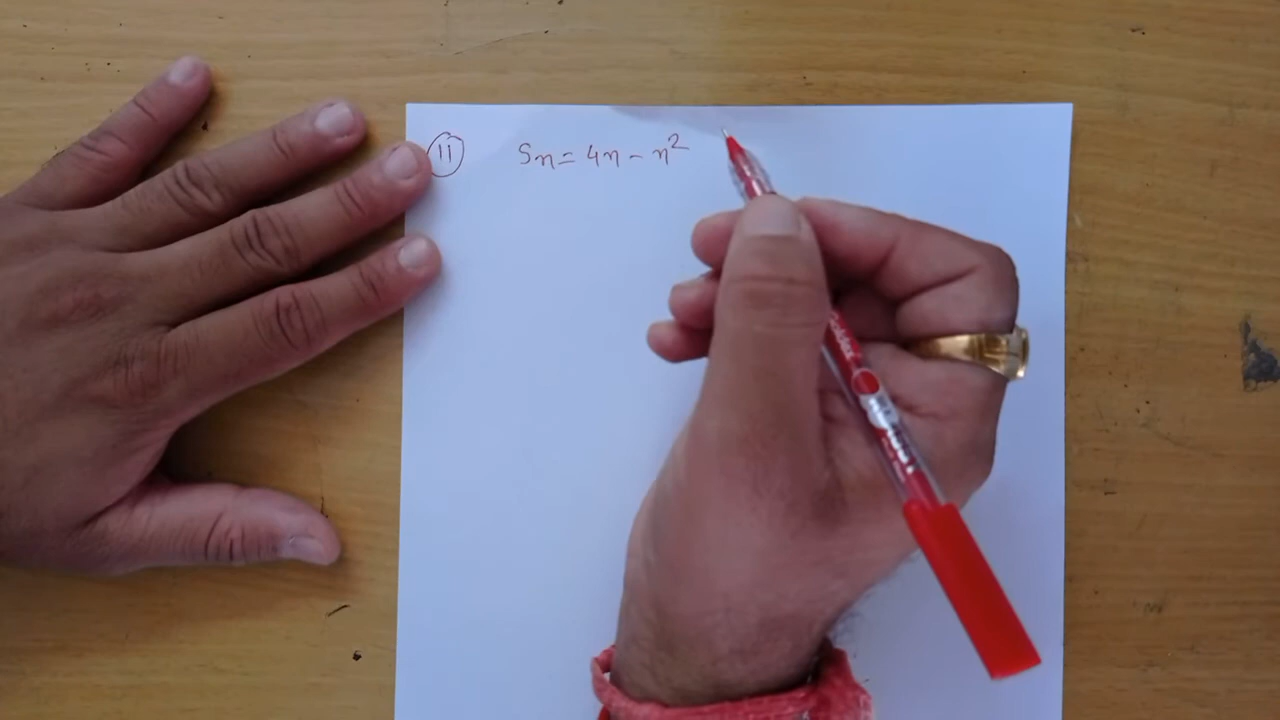 11 Sn = 4n - n²